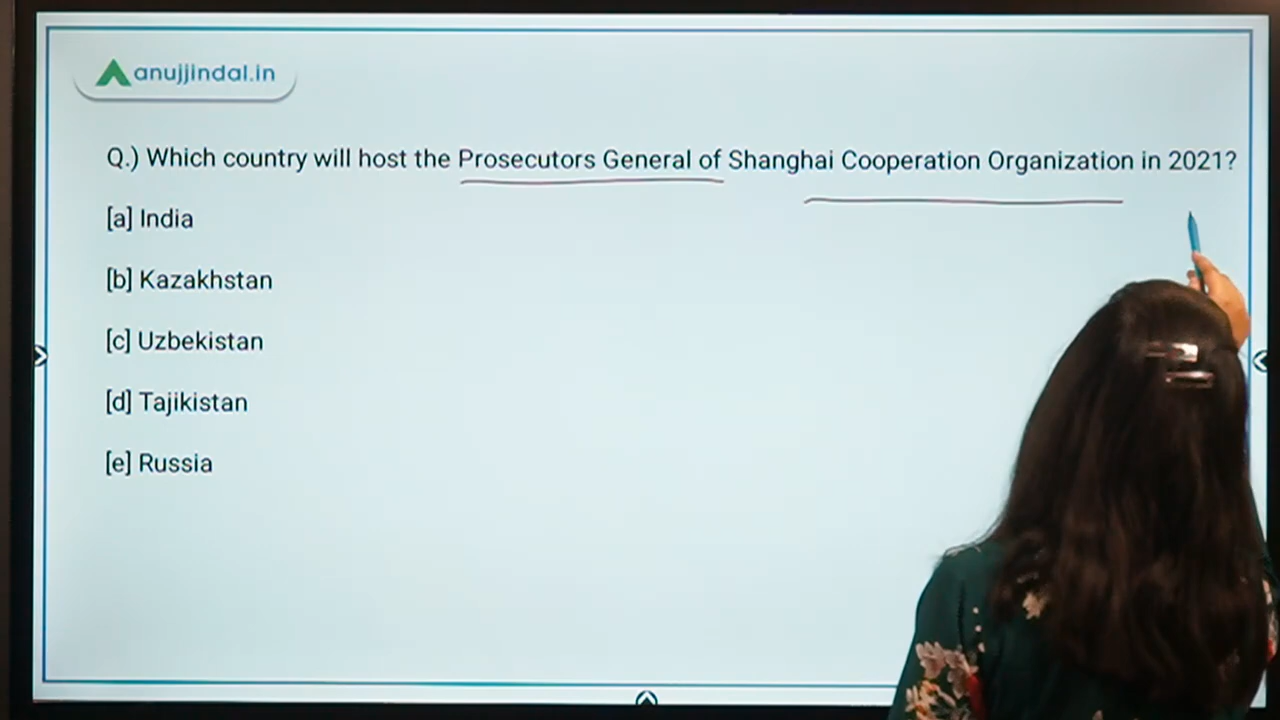 anujjindal.in
Q.) Which country will host the Prosecutors General of Shanghai Cooperation Organization in 2021?
[a] India
[b] Kazakhstan
[c] Uzbekistan
[d] Tajikistan
[e] Russia